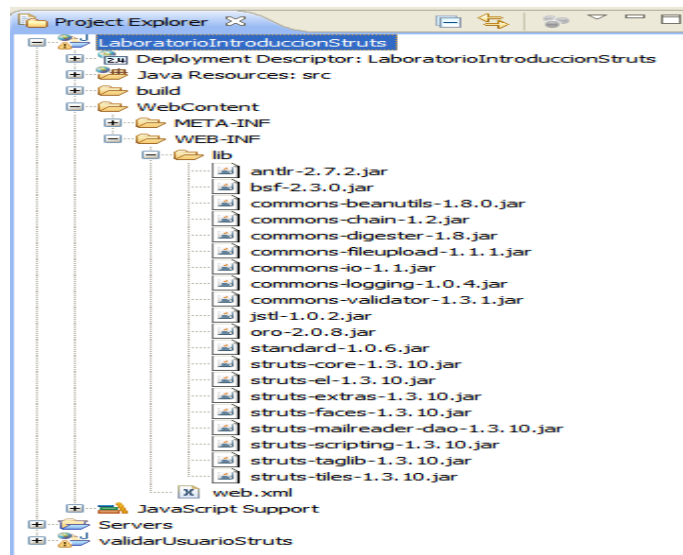 Project Explorer
LaboratorioIntroduccionStruts
2.4 Deployment Descriptor: LaboratorioIntroduccionStruts
Java Resources: src
build
WebContent
META-INF
WEB-INF
lib
antlr-2.7.2.jar
bsf-2.3.0.jar
commons-beanutils-1.8.0.jar
commons-chain-1.2.jar
commons-digester-1.8.jar
commons-fileupload-1.1.1.jar
commons-io-1.1.jar
commons-logging-1.0.4.jar
commons-validator-1.3.1.jar
jstl-1.0.2.jar
oro-2.0.8.jar
standard-1.0.6.jar
struts-core-1.3.10.jar
struts-el-1.3.10.jar
struts-extras-1.3.10.jar
struts-faces-1.3.10.jar
struts-mailreader-dao-1.3.10.jar
struts-scripting-1.3.10.jar
struts-taglib-1.3.10.jar
struts-tiles-1.3.10.jar
web.xml
JavaScript Support
Servers
validarUsuarioStruts